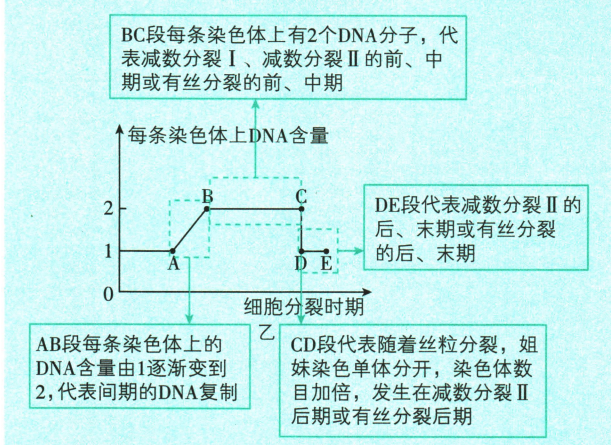 BC段每条染色体上有2个DNA分子，代
表减数分裂Ⅰ、减数分裂Ⅱ的前、中
期或有丝分裂的前、中期
每条染色体上DNA含量
2
1
0
A
B
C
D
E
细胞分裂时期
乙
DE段代表减数分裂Ⅱ的
后、末期或有丝分裂
的后、末期
AB段每条染色体上的
DNA含量由1逐渐变到
2，代表间期的DNA复制
CD段代表随着丝粒分裂，姐
妹染色单体分开，染色体数
目加倍，发生在减数分裂Ⅱ
后期或有丝分裂后期